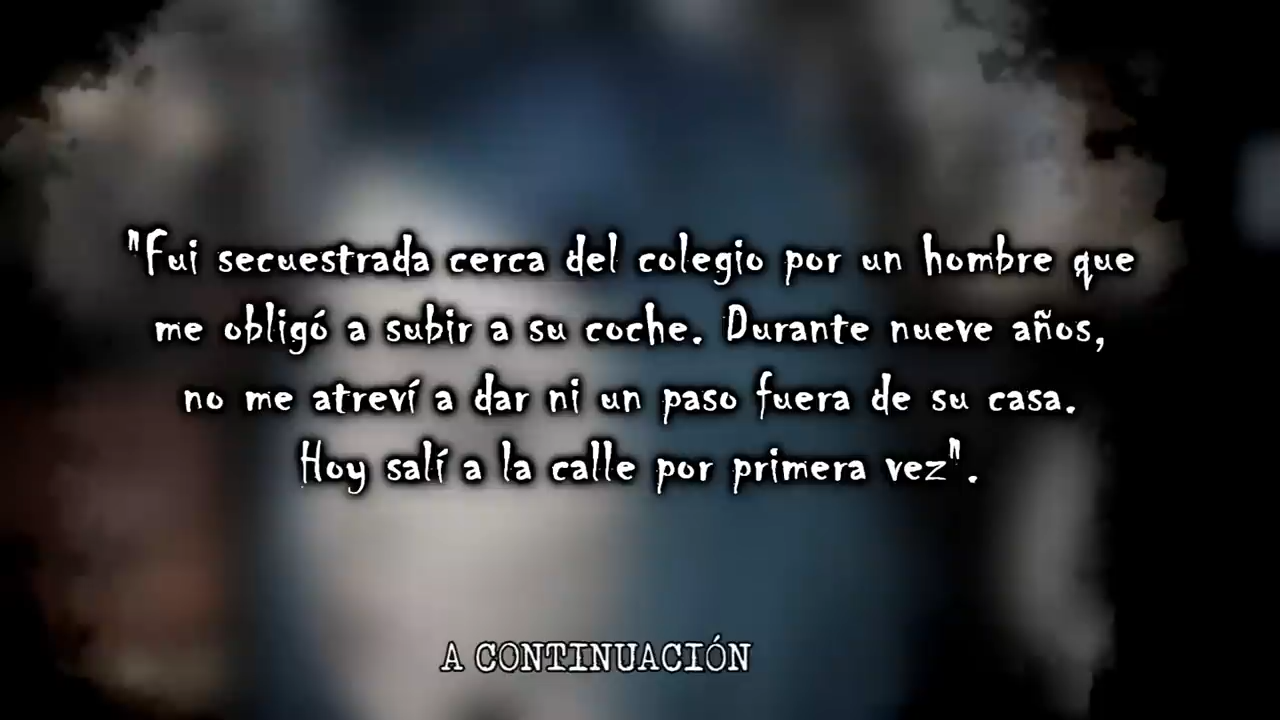 "Fui secuestrada cerca del colegio por un hombre que
me obligó a subir a su coche. Durante nueve años,
no me atreví a dar ni un paso fuera de su casa.
Hoy salí a la calle por primera vez".
A CONTINUACIÓN